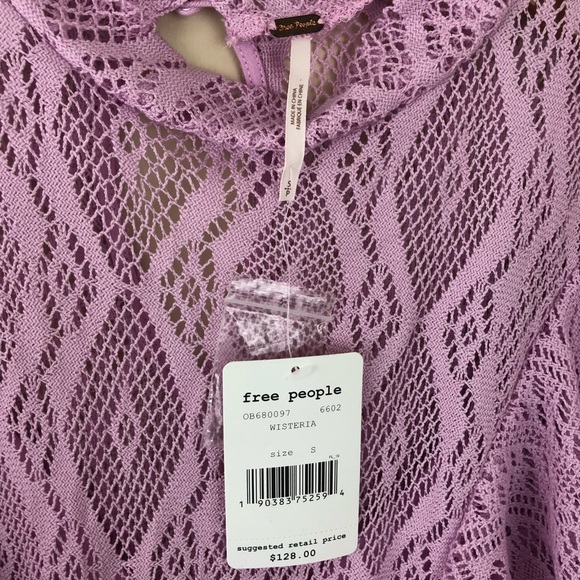 free People
MADE IN CHINA
FABRIQUÉ EN CHINE
S/P
free people
OB680097 6602
WISTERIA
size S
1 90383 75259 4
suggested retail price
$128.00